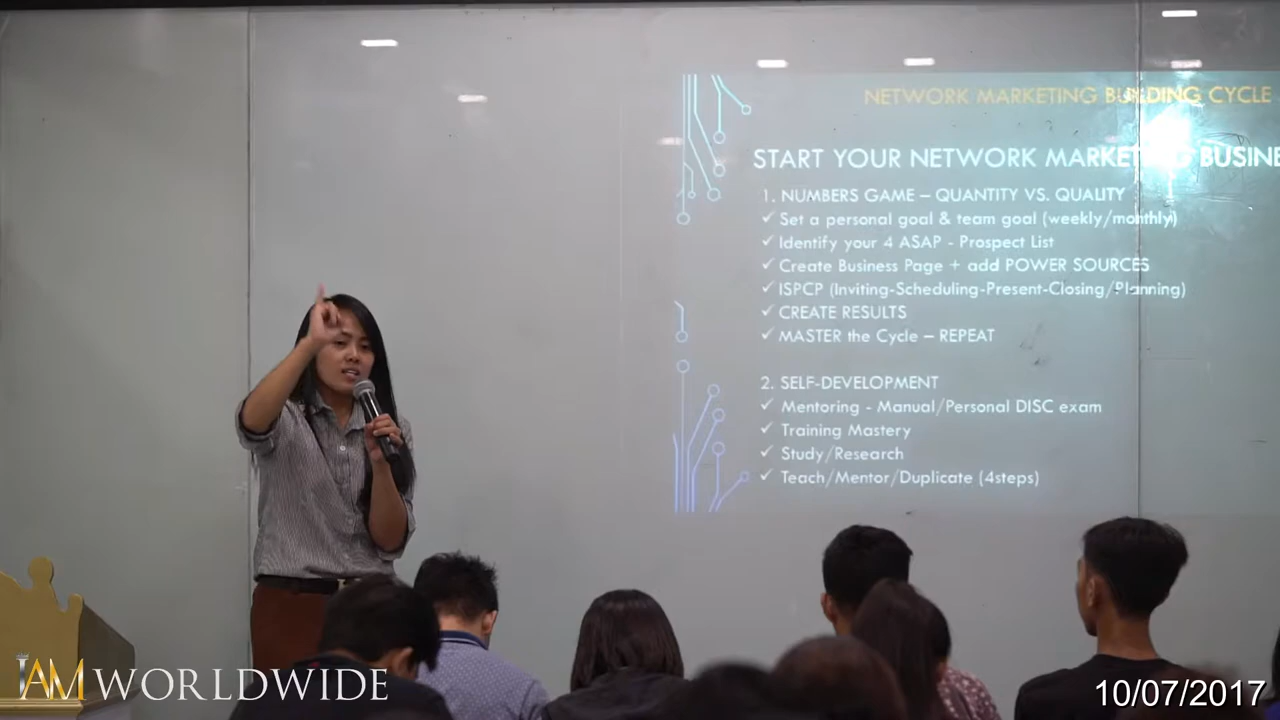 NETWORK MARKETING BUILDING CYCLE
START YOUR NETWORK MARKETING BUSINE
1. NUMBERS GAME – QUANTITY VS. QUALITY
✓ Set a personal goal & team goal (weekly/monthly)
✓ Identify your 4 ASAP - Prospect List
✓ Create Business Page + add POWER SOURCES
✓ ISPCP (Inviting-Scheduling-Present-Closing/Planning)
✓ CREATE RESULTS
✓ MASTER the Cycle – REPEAT
2. SELF-DEVELOPMENT
✓ Mentoring - Manual/Personal DISC exam
✓ Training Mastery
✓ Study/Research
✓ Teach/Mentor/Duplicate (4steps)
IAM WORLDWIDE
10/07/2017